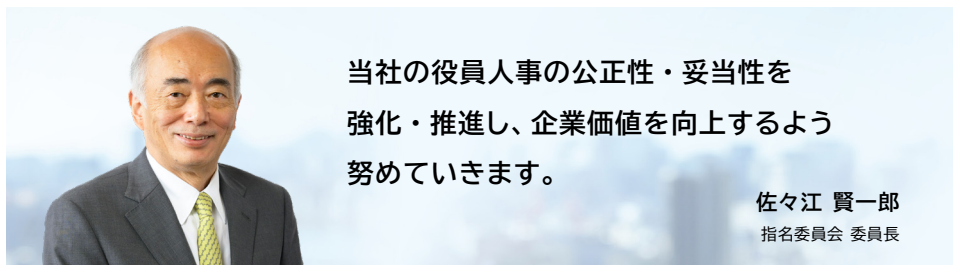 当社の役員人事の公正性・妥当性を
強化・推進し、企業価値を向上するよう
努めていきます。
佐々江 賢一郎
指名委員会 委員長